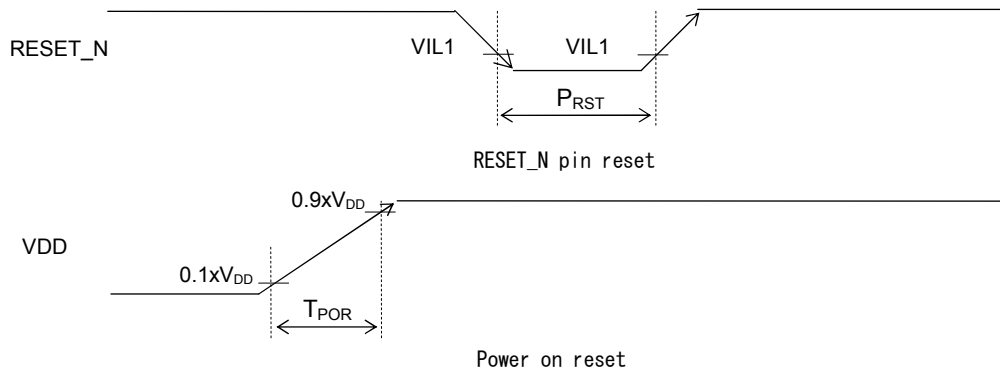 RESET_N
VIL1
VIL1
PRST
RESET_N pin reset
0.9xVDD
VDD
0.1xVDD
TPOR
Power on reset